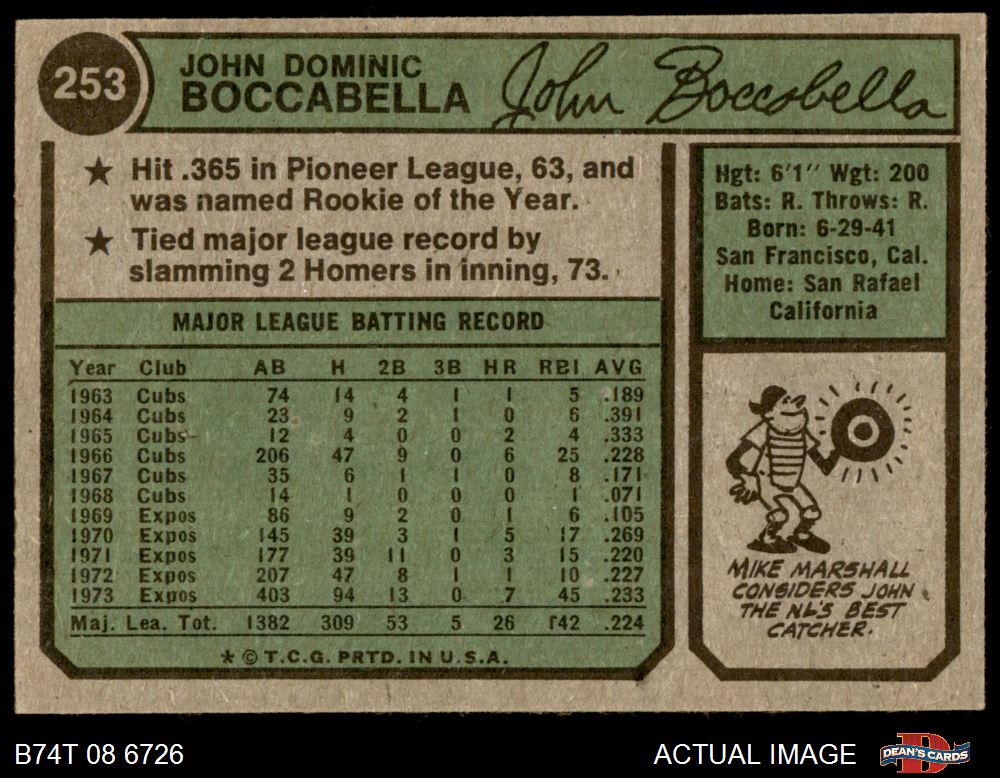 253
JOHN DOMINIC
BOCCABELLA
John Boccabella
★ Hit .365 in Pioneer League, 63, and
was named Rookie of the Year.
★ Tied major league record by
slamming 2 Homers in inning, 73.
Hgt: 6'1" Wgt: 200
Bats: R. Throws: R.
Born: 6-29-41
San Francisco, Cal.
Home: San Rafael
California
MAJOR LEAGUE BATTING RECORD
Year Club AB H 2B 3B HR RBI AVG
1963 Cubs 74 14 4 1 1 5 .189
1964 Cubs 23 9 2 1 0 6 .391
1965 Cubs 12 4 0 0 2 4 .333
1966 Cubs 206 47 9 0 6 25 .228
1967 Cubs 35 6 1 1 0 8 .171
1968 Cubs 14 1 0 0 0 1 .071
1969 Expos 86 9 2 0 1 6 .105
1970 Expos 145 39 3 1 5 17 .269
1971 Expos 177 39 11 0 3 15 .220
1972 Expos 207 47 8 1 1 10 .227
1973 Expos 403 94 13 0 7 45 .233
Maj. Lea. Tot. 1382 309 53 5 26 142 .224
* © T.C.G. PRTD. IN U.S.A.
MIKE MARSHALL
CONSIDERS JOHN
THE NL'S BEST
CATCHER.
B74T 08 6726
ACTUAL IMAGE
DEAN'S CARDS